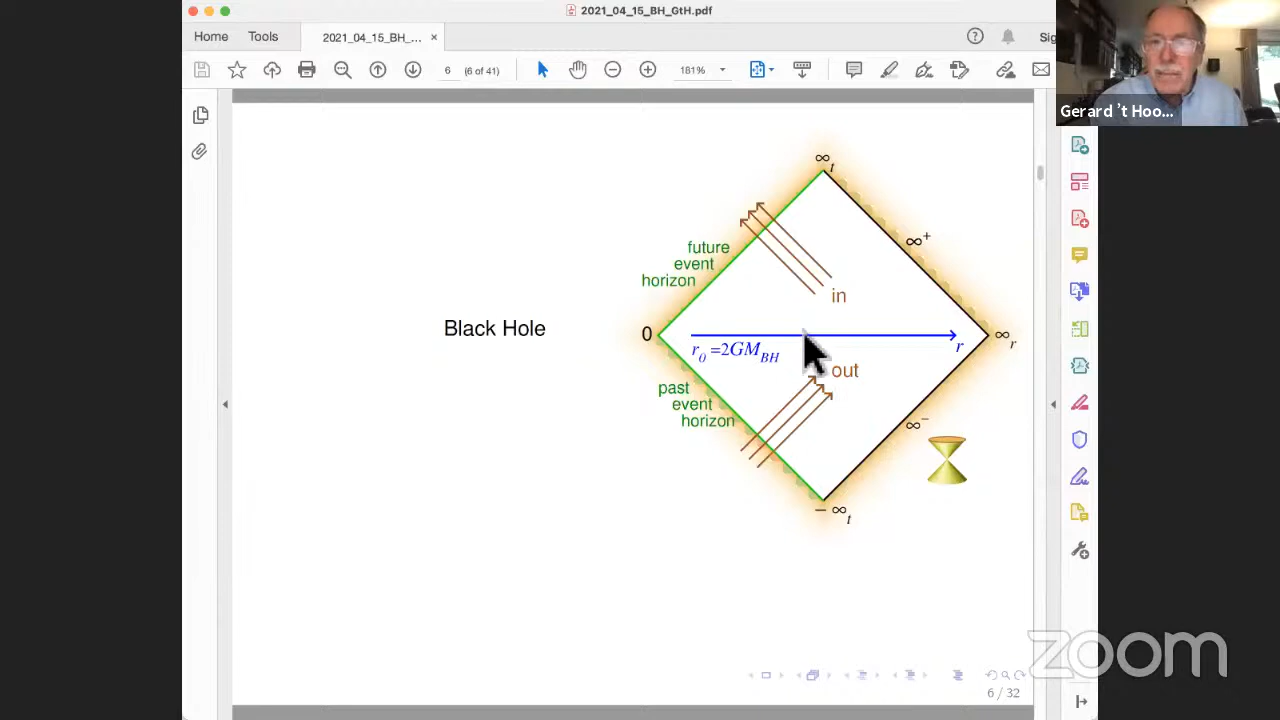 2021_04_15_BH_GtH.pdf
Home
Tools
2021_04_15_BH_... ×
6
(6 of 41)
181%
Sig
Gerard 't Hoo...
∞t
∞+
future
event
horizon
in
Black Hole
0
r0 =2GMBH
r
∞r
out
past
event
horizon
∞−
− ∞t
6 / 32
zoom